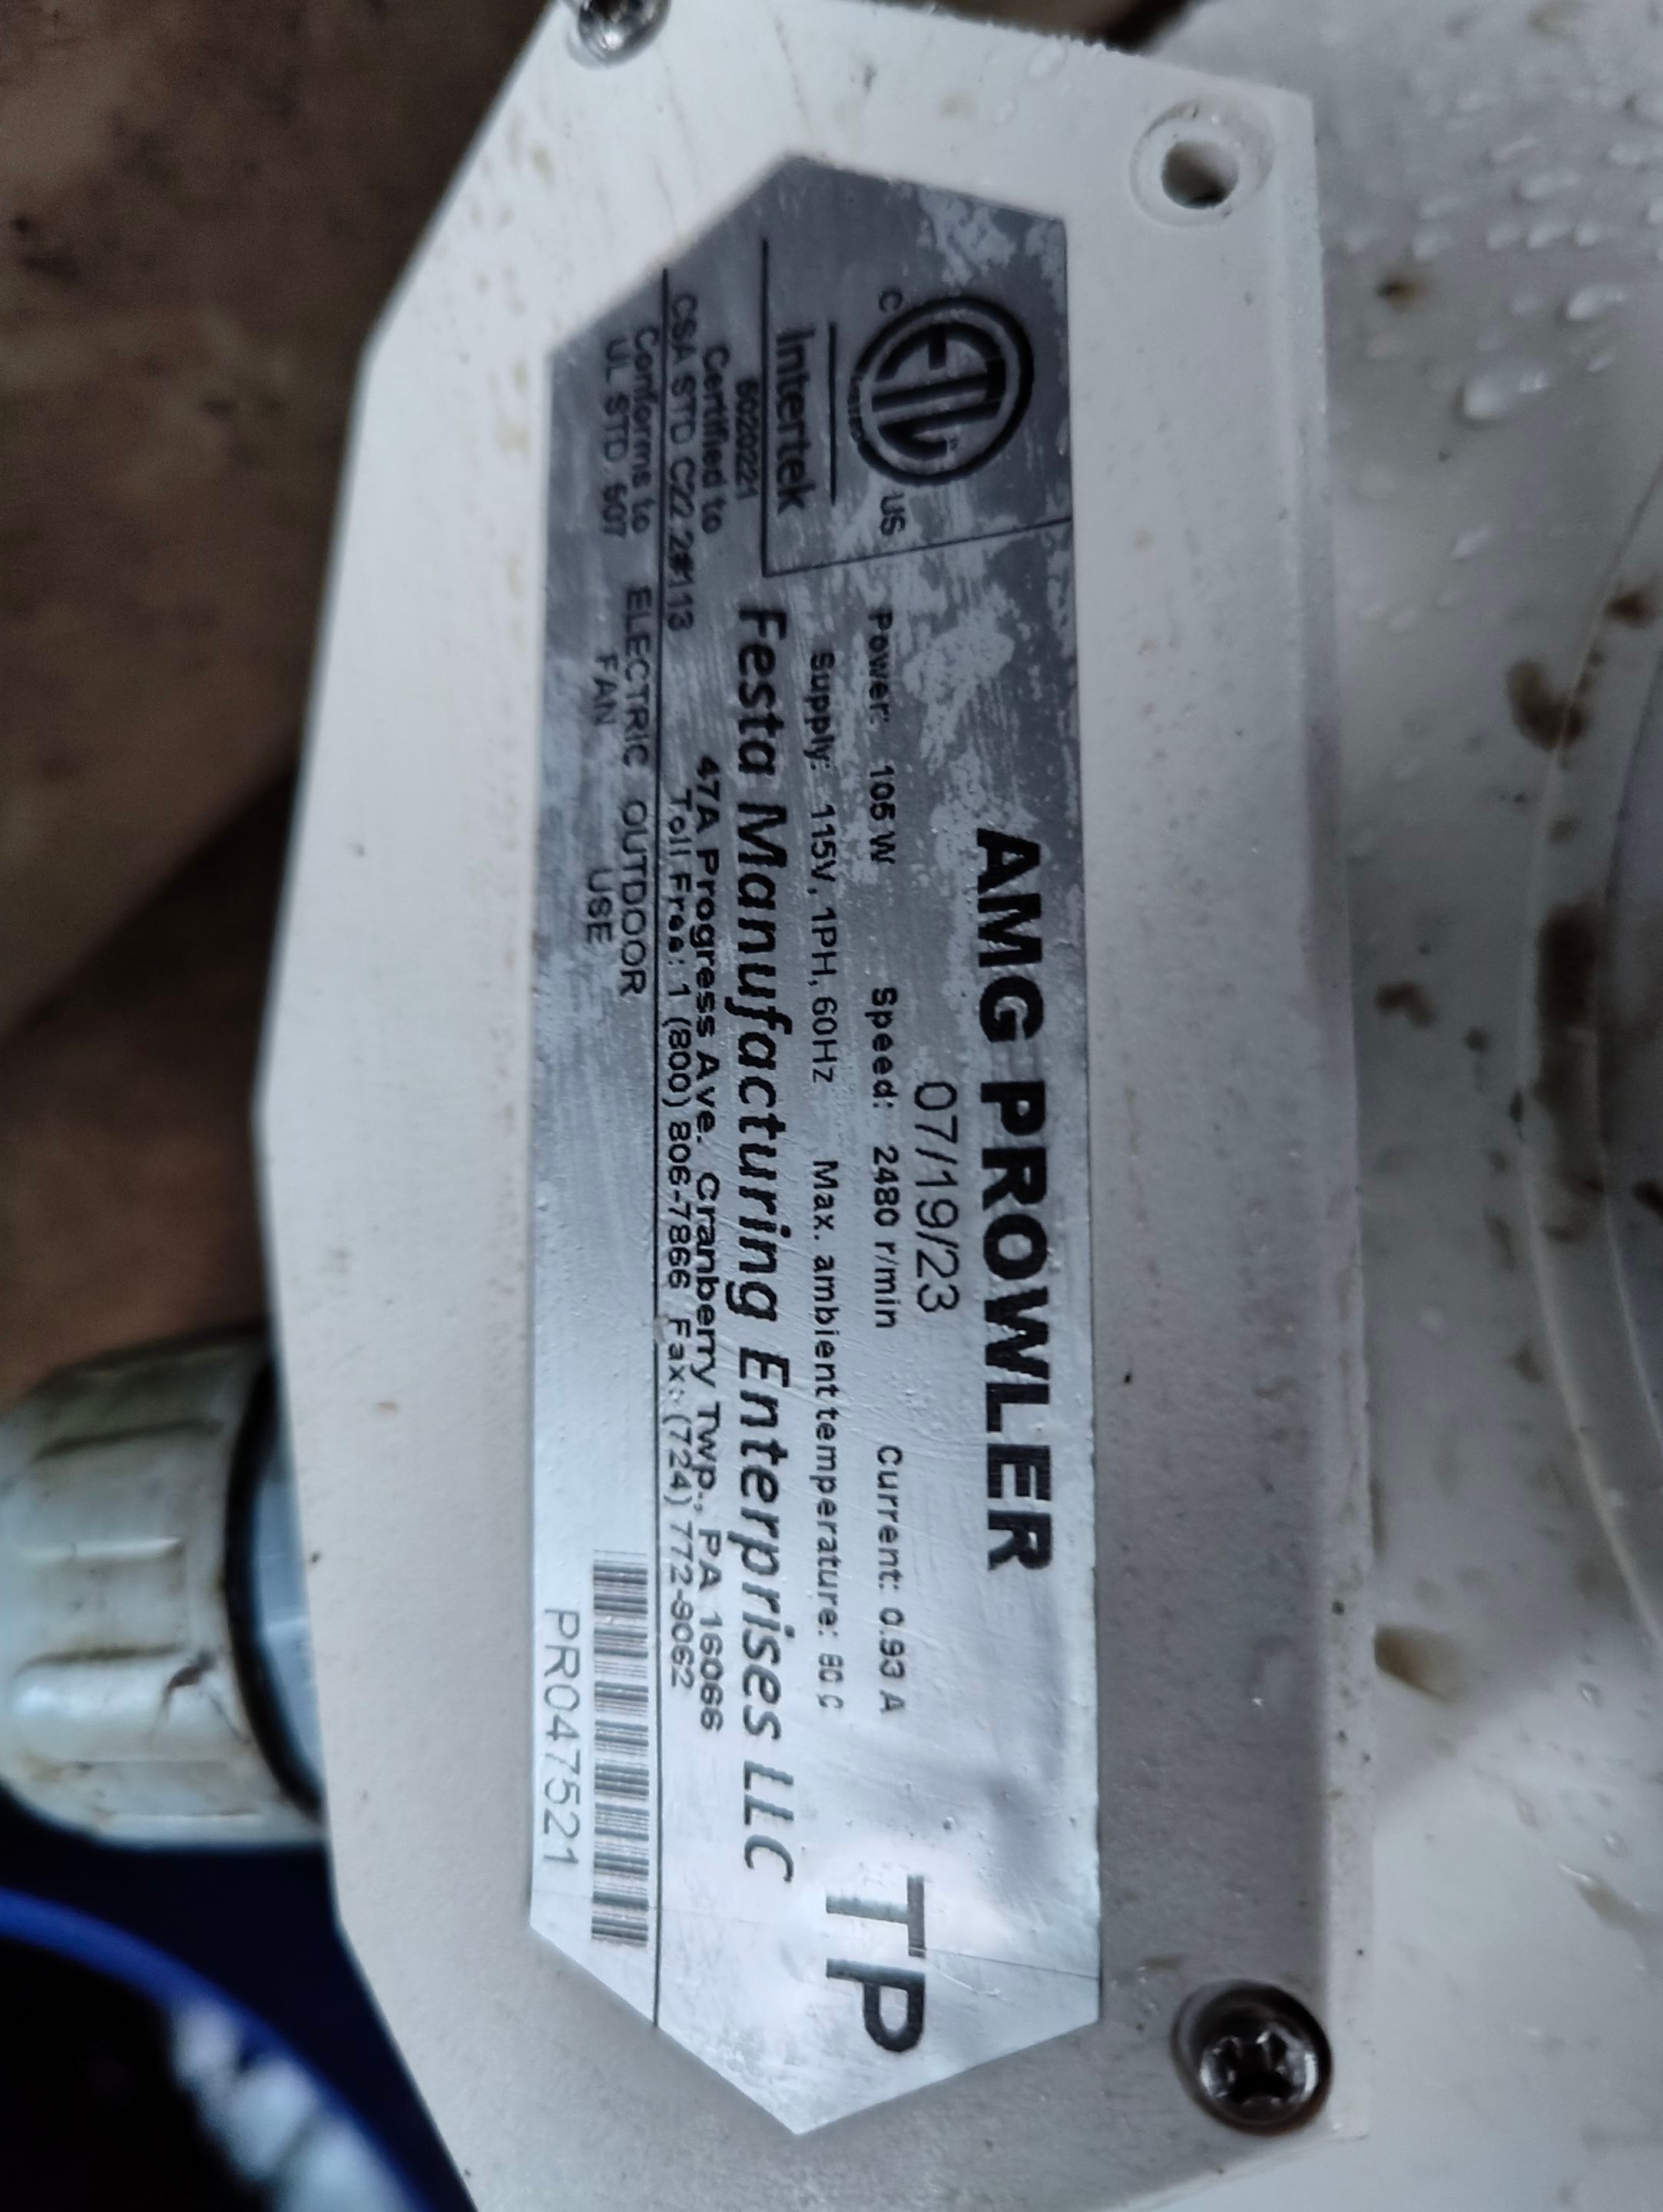 AMG PROWLER
07/19/23
C ETL US
Intertek
5020221
Certified to
CSA STD C22.2#113
Conforms to
UL STD. 507
Power: 105 W Speed: 2480 r/min Current: 0.93 A
Supply: 115V, 1PH, 60Hz Max. ambient temperature: 60 C
TP
Festa Manufacturing Enterprises LLC
47A Progress Ave. Cranberry Twp., PA 16066
Toll Free: 1 (800) 806-7866 Fax: (724) 772-9062
ELECTRIC FAN
OUTDOOR USE
PR047521